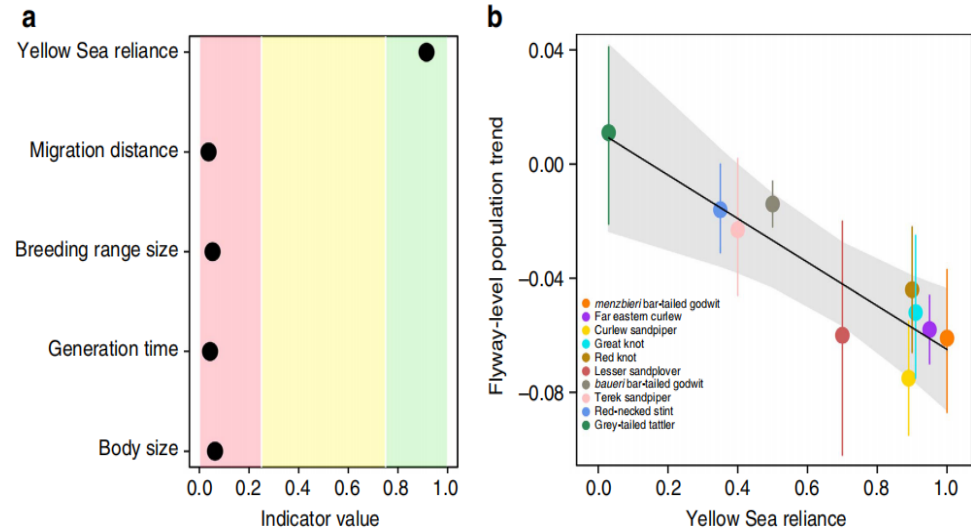 a
Yellow Sea reliance
Migration distance
Breeding range size
Generation time
Body size
0.0 0.2 0.4 0.6 0.8 1.0
Indicator value
b
Flyway-level population trend
0.04
0.00
−0.04
−0.08
menzbieri bar-tailed godwit
Far eastern curlew
Curlew sandpiper
Great knot
Red knot
Lesser sandplover
baueri bar-tailed godwit
Terek sandpiper
Red-necked stint
Grey-tailed tattler
0.0 0.2 0.4 0.6 0.8 1.0
Yellow Sea reliance